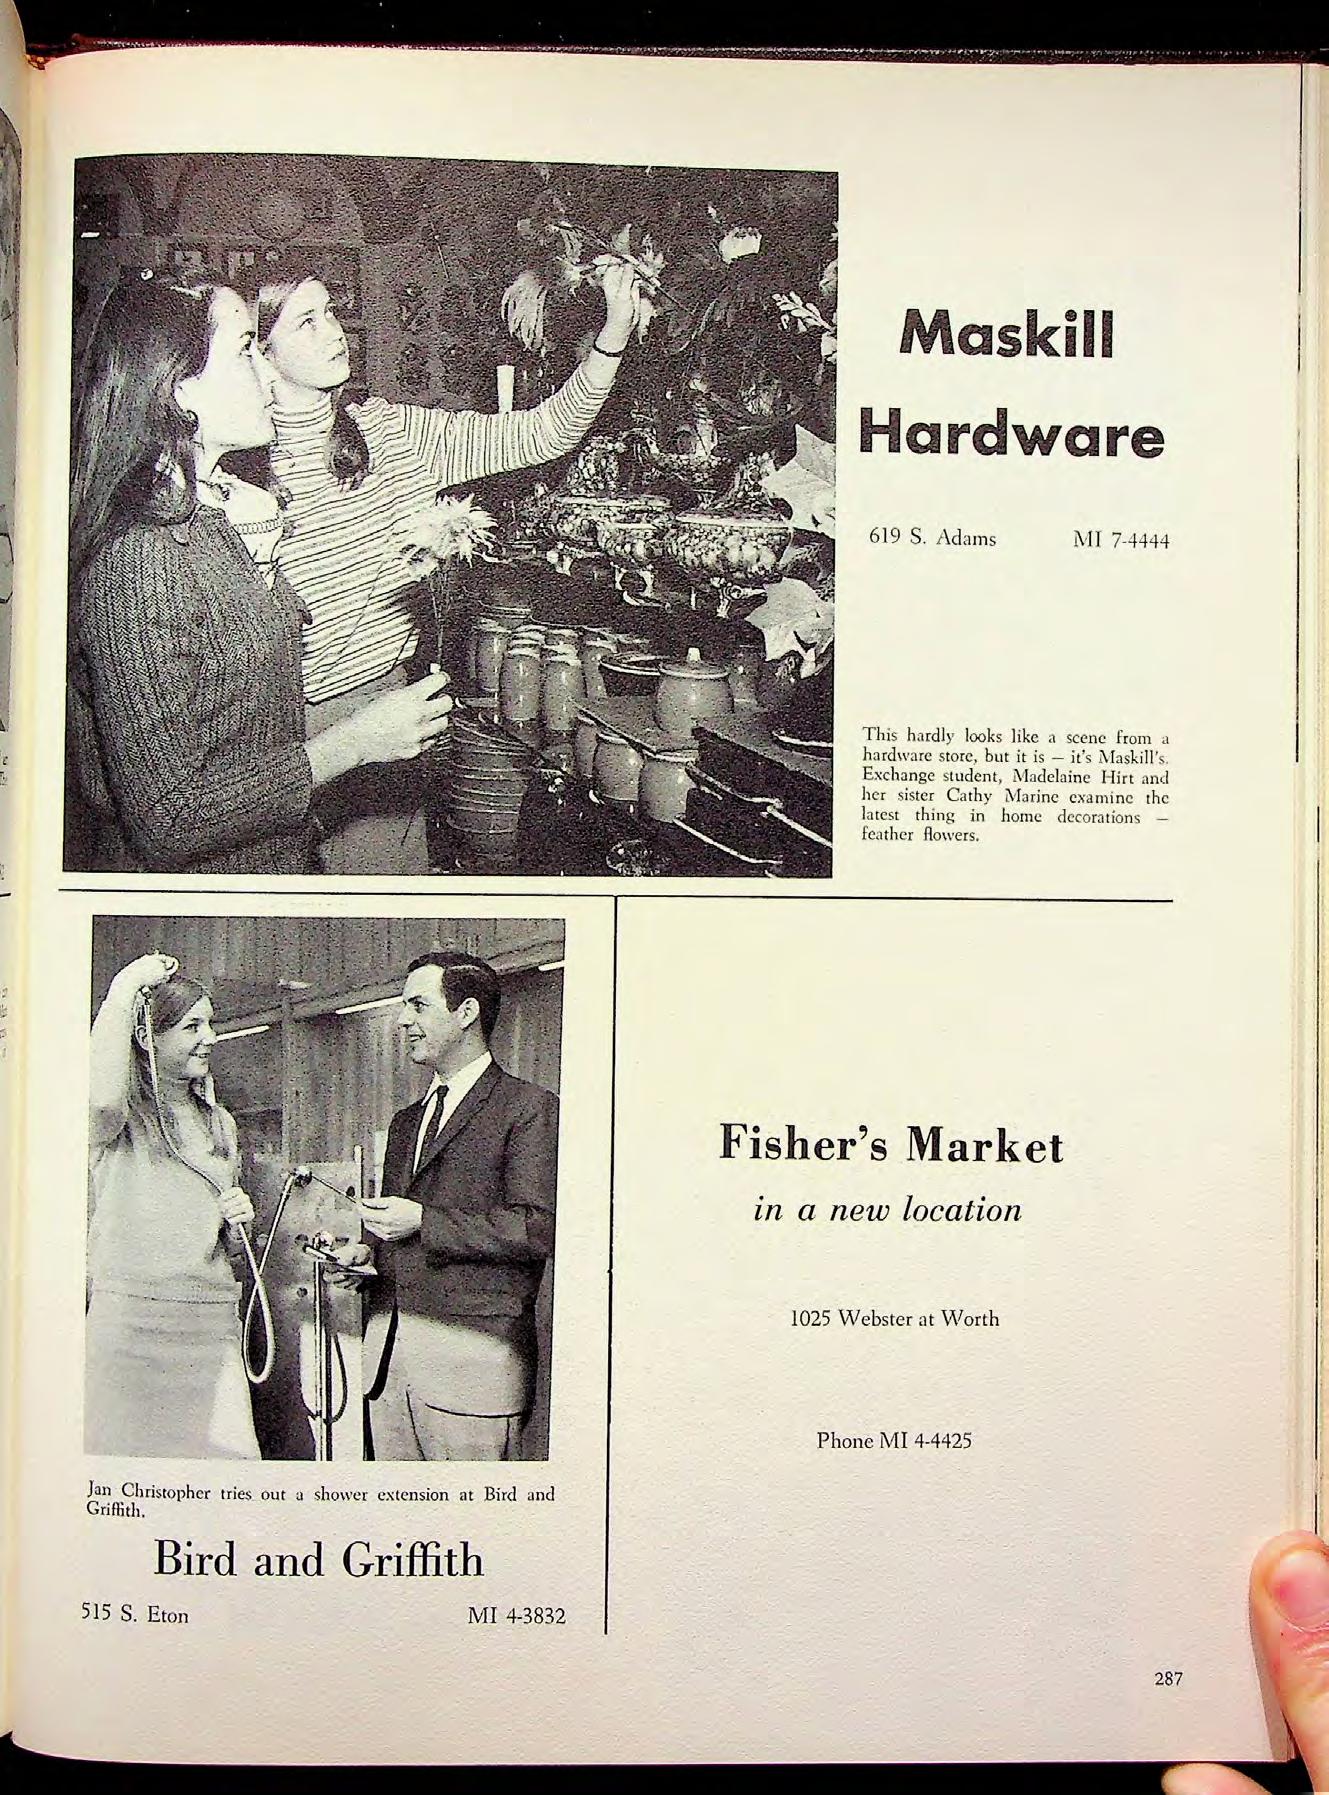 Maskill
Hardware
619 S. Adams MI 7-4444
This hardly looks like a scene from a
hardware store, but it is — it's Maskill's.
Exchange student, Madelaine Hirt and
her sister Cathy Marine examine the
latest thing in home decorations —
feather flowers.
Jan Christopher tries out a shower extension at Bird and
Griffith.
Bird and Griffith
515 S. Eton MI 4-3832
Fisher's Market
in a new location
1025 Webster at Worth
Phone MI 4-4425
287